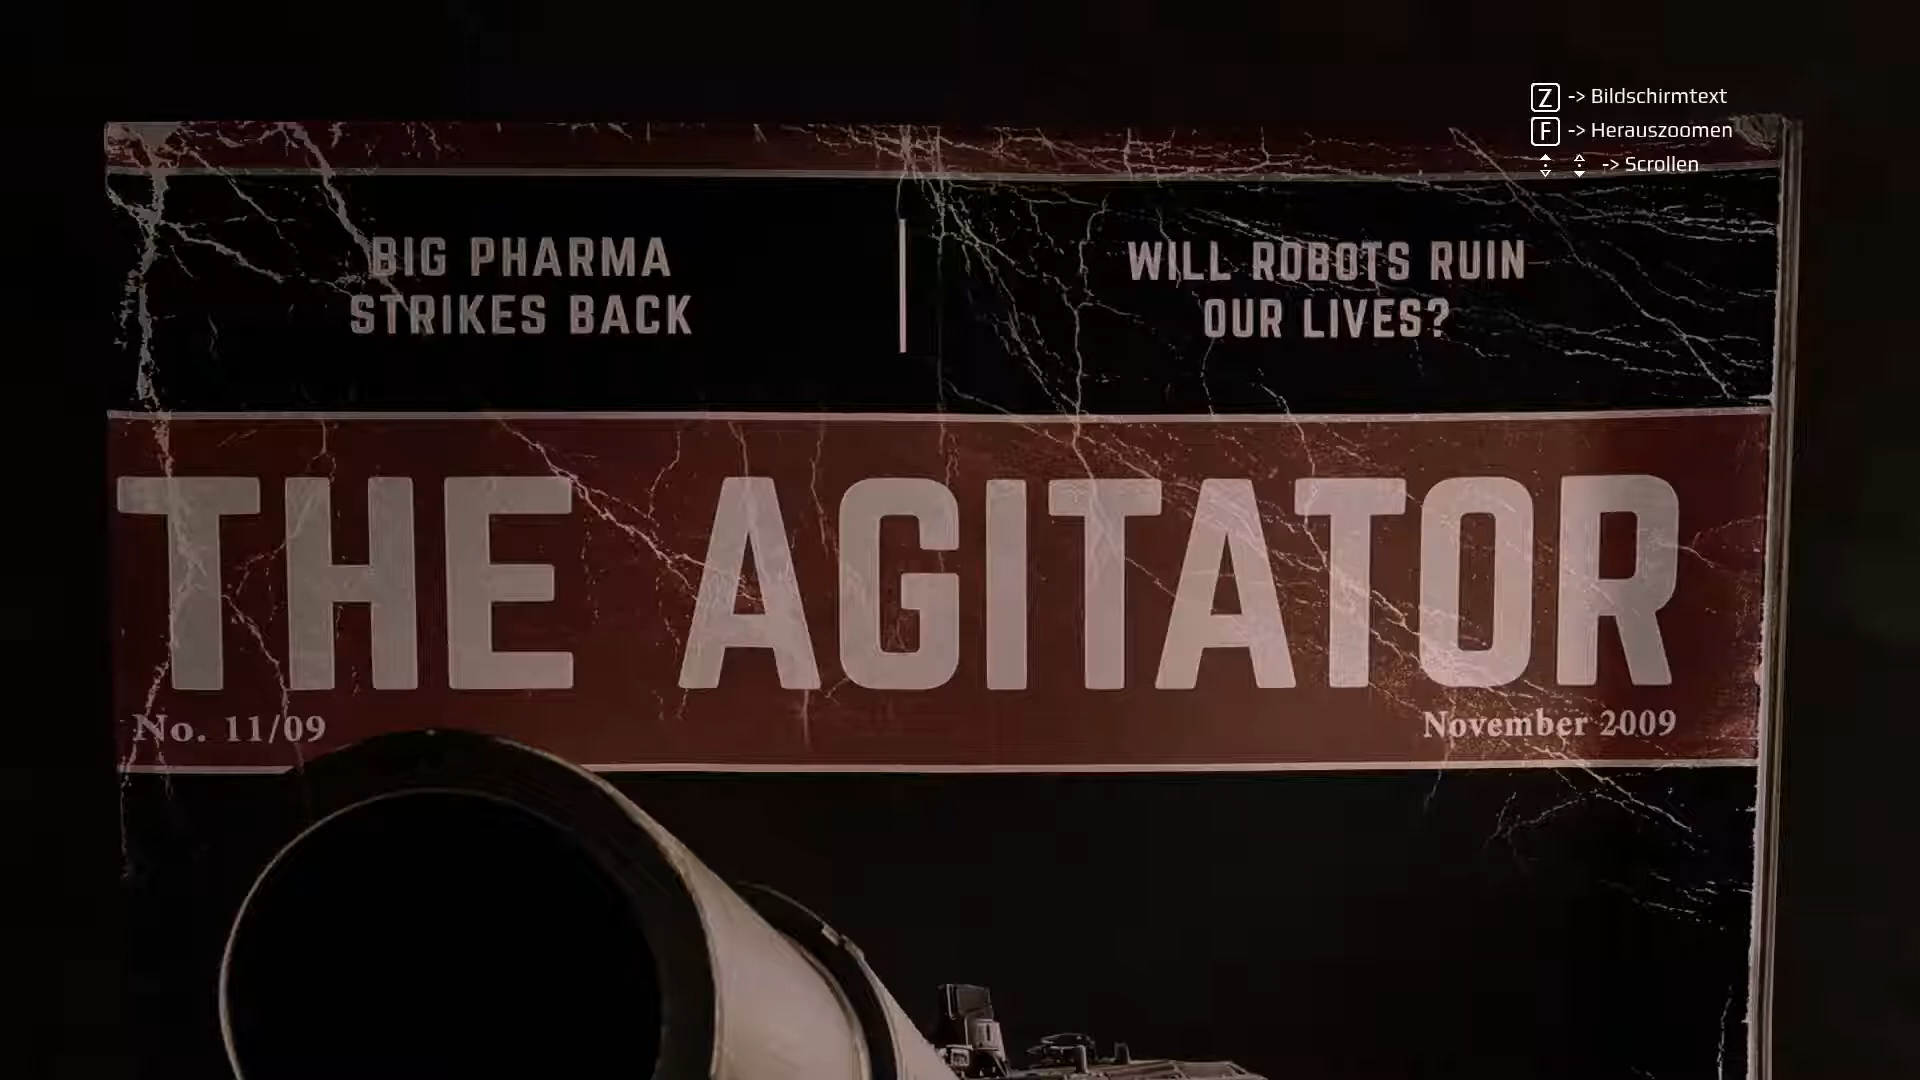 Z -> Bildschirmtext
F -> Herauszoomen
-> Scrollen
BIG PHARMA
STRIKES BACK
WILL ROBOTS RUIN
OUR LIVES?
THE AGITATOR
No. 11/09
November 2009